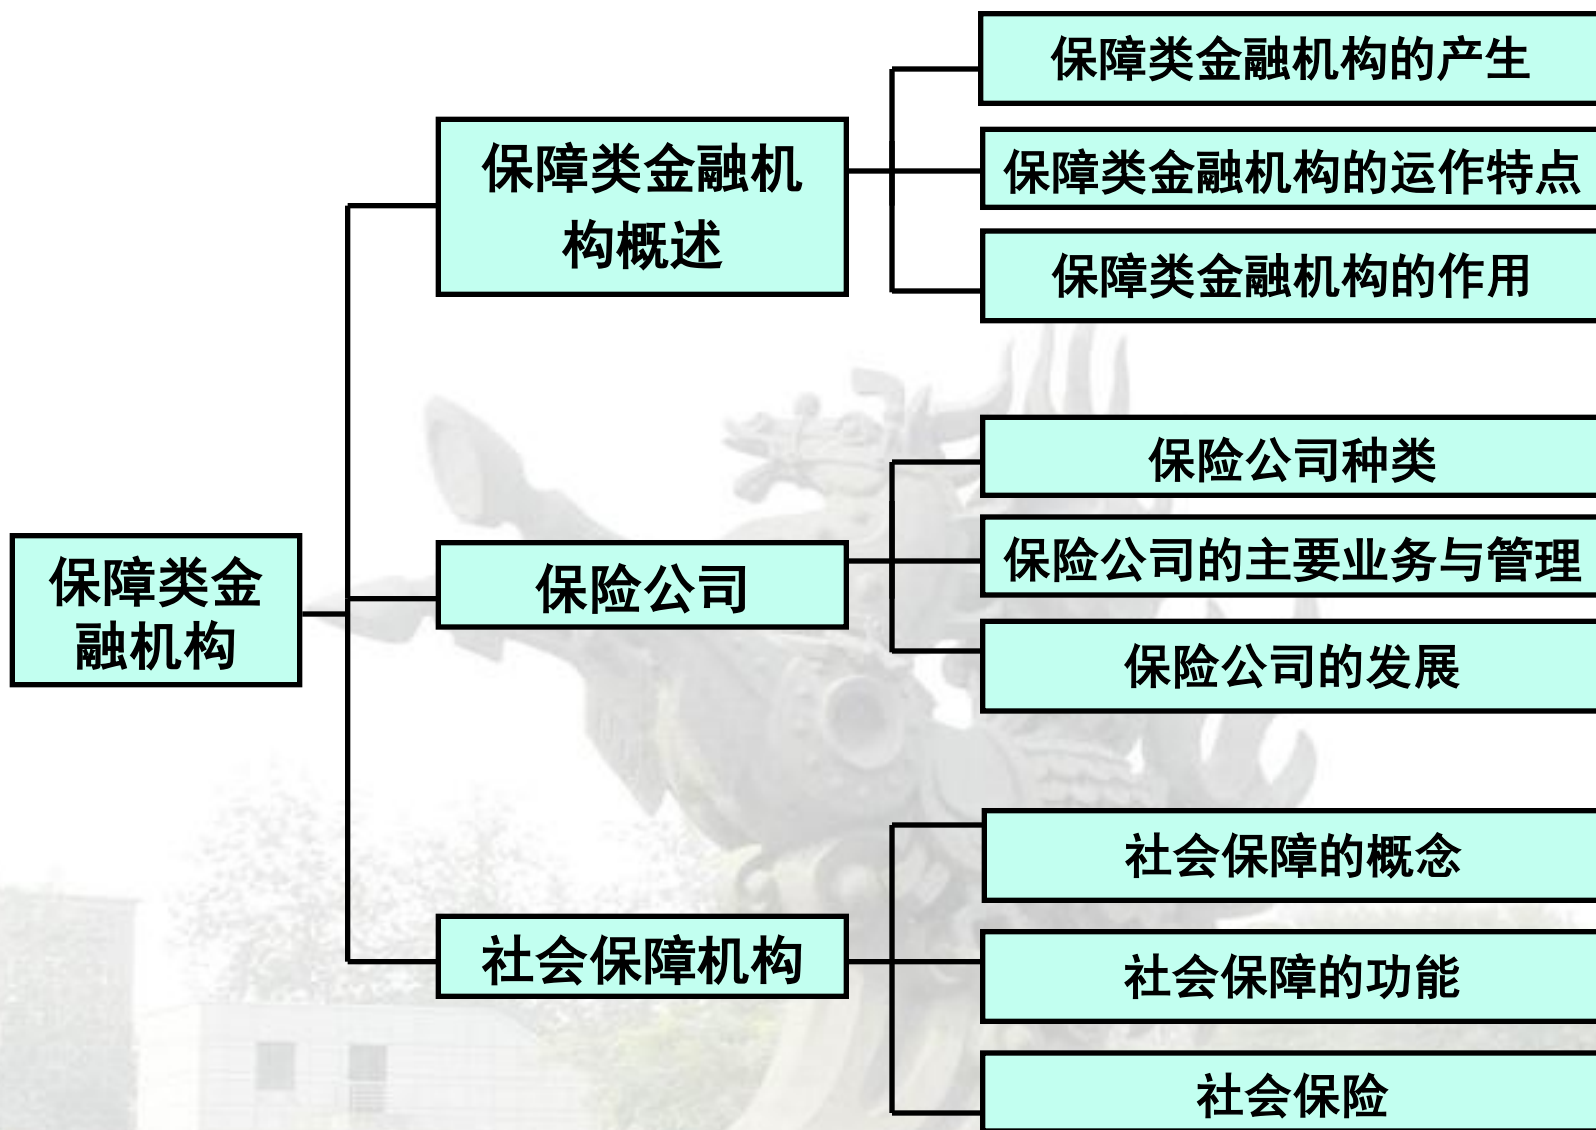 保障类金融机构的产生
保障类金融机
构概述
保障类金融机构的运作特点
保障类金融机构的作用
保险公司种类
保障类金
融机构
保险公司
保险公司的主要业务与管理
保险公司的发展
社会保障的概念
社会保障机构
社会保障的功能
社会保险